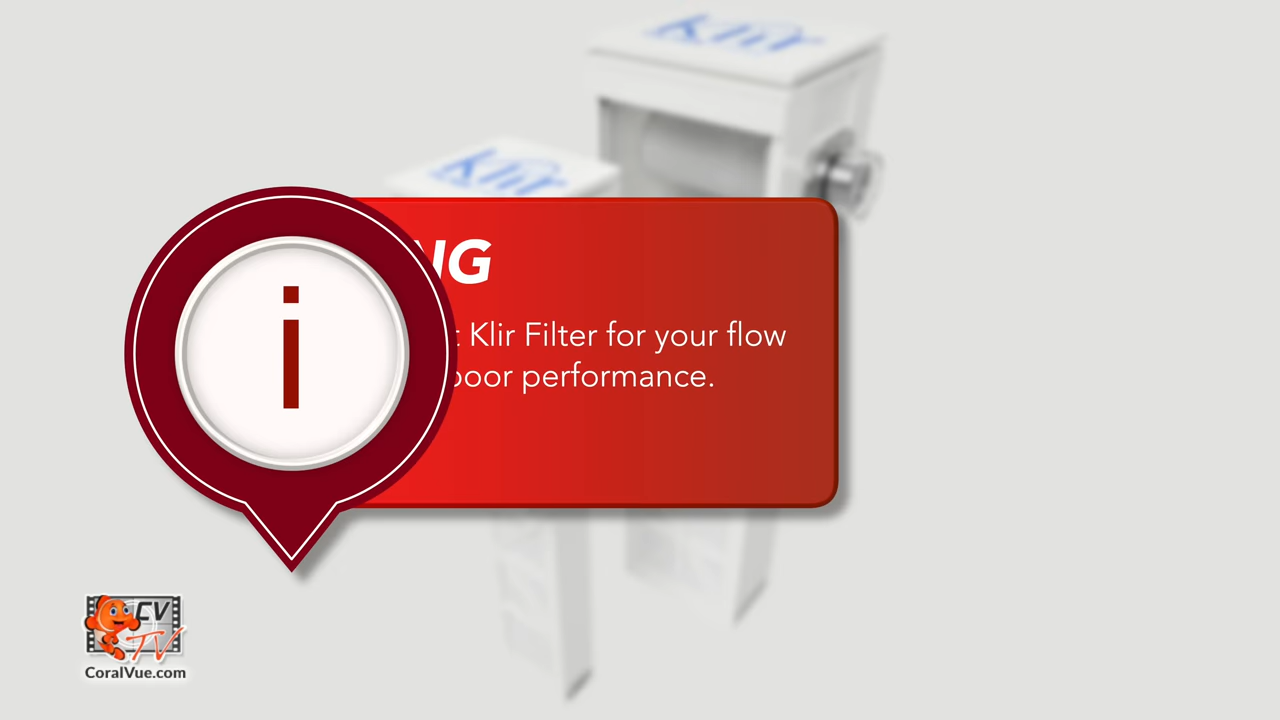 Klir
Klir
NG
Klir Filter for your flow
poor performance.
i
CV
TV
CoralVue.com